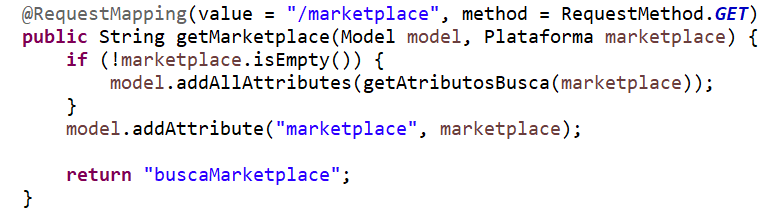 @RequestMapping(value = "/marketplace", method = RequestMethod.GET)
public String getMarketplace(Model model, Plataforma marketplace) {
    if (!marketplace.isEmpty()) {
        model.addAllAttributes(getAtributosBusca(marketplace));
    }
    model.addAttribute("marketplace", marketplace);

    return "buscaMarketplace";
}